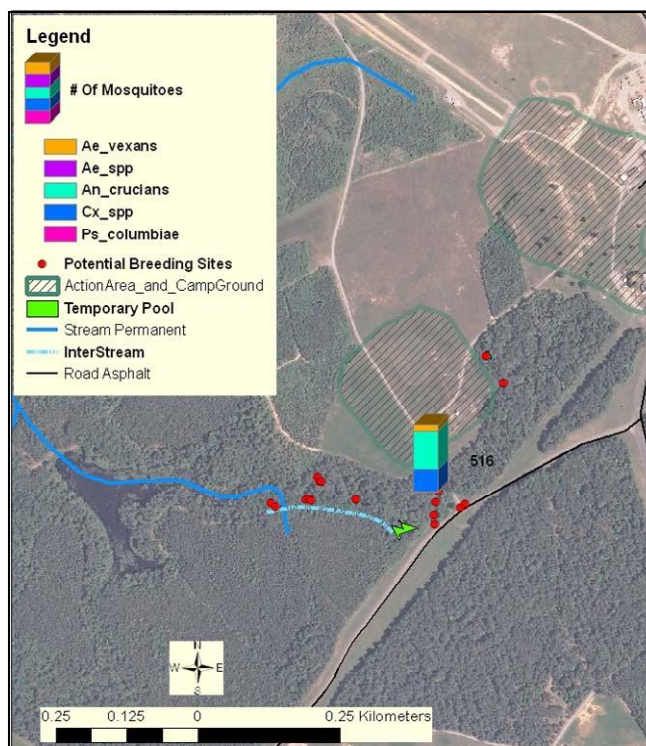 Legend
# Of Mosquitoes
Ae_vexans
Ae_spp
An_crucians
Cx_spp
Ps_columbiae
Potential Breeding Sites
ActionArea_and_CampGround
Temporary Pool
Stream Permanent
InterStream
Road Asphalt
516
N
W E
S
0.25 0.125 0 0.25 Kilometers